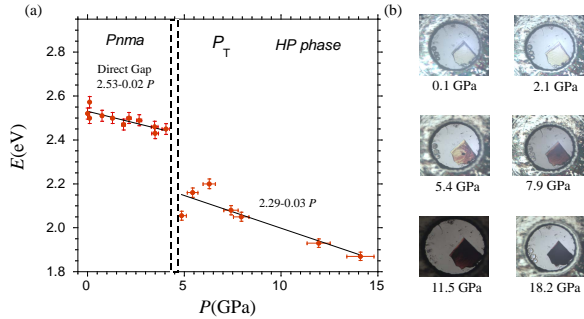 (a)
(b)
Pnma
P_T
HP phase
Direct Gap
2.53-0.02 P
2.29-0.03 P
E(eV)
2.8
2.6
2.4
2.2
2.0
1.8
0
5
10
15
P(GPa)
0.1 GPa
2.1 GPa
5.4 GPa
7.9 GPa
11.5 GPa
18.2 GPa